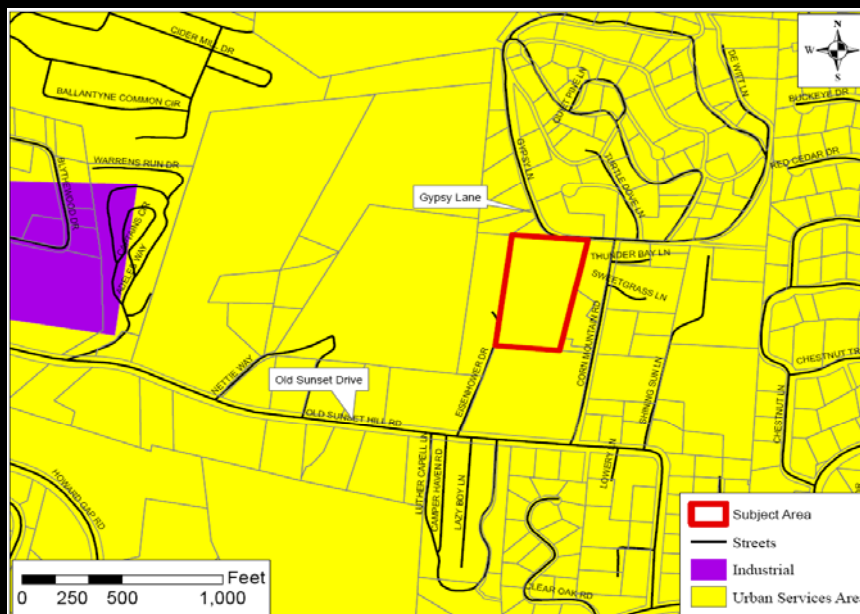 CIDER MILL DR
BALLANTYNE COMMON CIR
WARRENS RUN DR
BLYTHEWOOD DR
N
W
S
DE WITT LN
BUCKEYE DR
RED CEDAR DR
GYPSY LN
TURTLE DOVE LN
Gypsy Lane
THUNDER BAY LN
SWEETGRASS LN
CORN MOUNTAIN RD
SHINING SUN LN
EISENHOWER DR
NETTIE WAY
Old Sunset Drive
OLD SUNSET HILL RD
CHESTNUT TR
CHESTNUT LN
LUTHER CAPELL LN
CAMPER HAVEN RD
LAZY BOY LN
LOWERY LN
HOWARD GAP RD
CLEAR OAK RD
Feet
0 250 500 1,000
Subject Area
Streets
Industrial
Urban Services Area